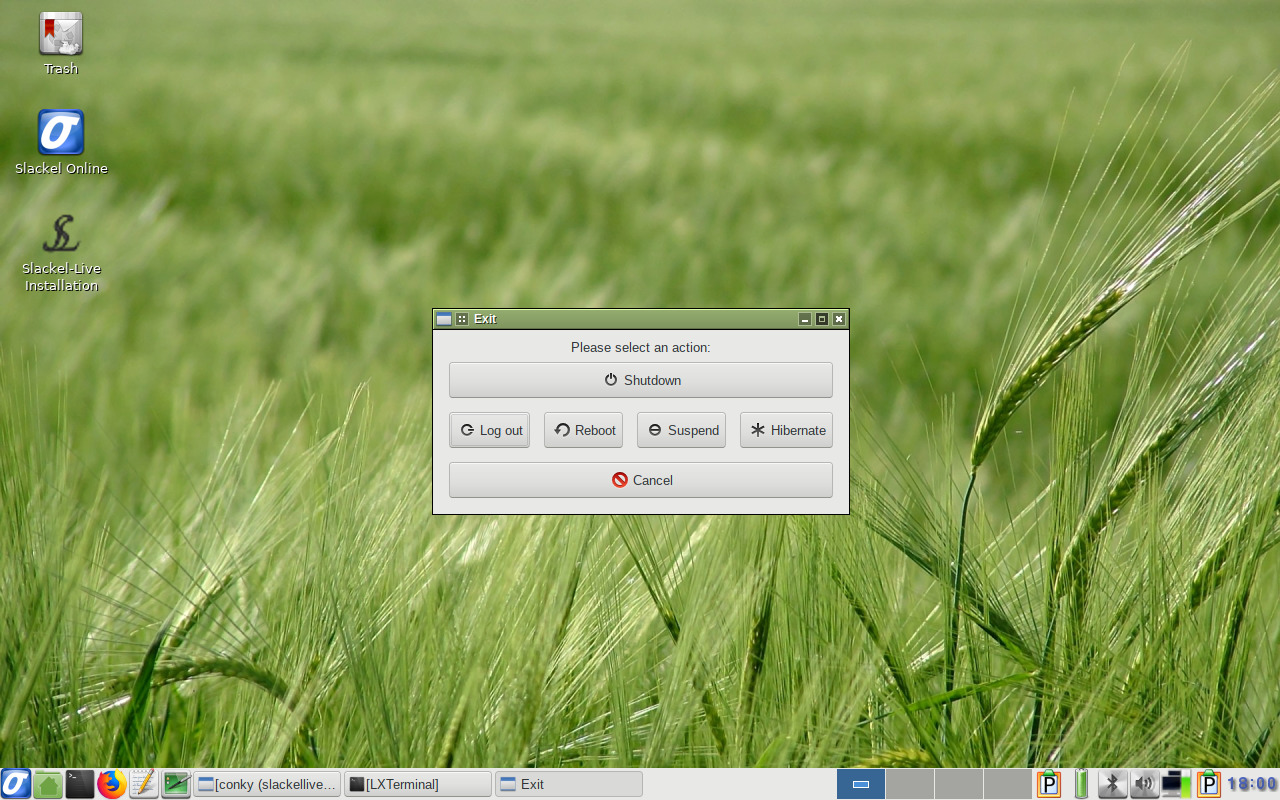 Trash
Slackel Online
Slackel-Live
Installation
Exit
Please select an action:
Shutdown
Log out
Reboot
Suspend
Hibernate
Cancel
[conky (slackellive…
[LXTerminal]
Exit
18:00